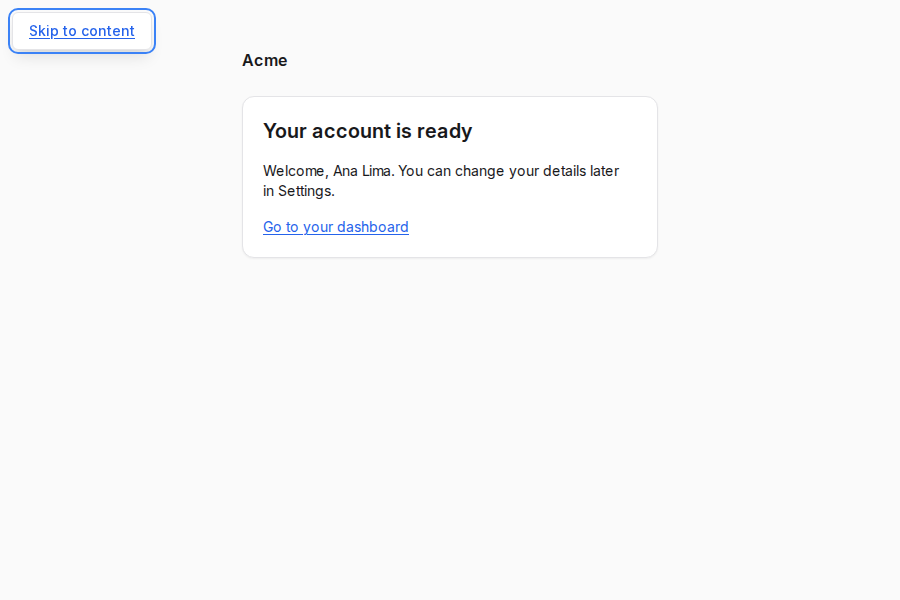 Skip to content
Acme
Your account is ready
Welcome, Ana Lima. You can change your details later
in Settings.
Go to your dashboard